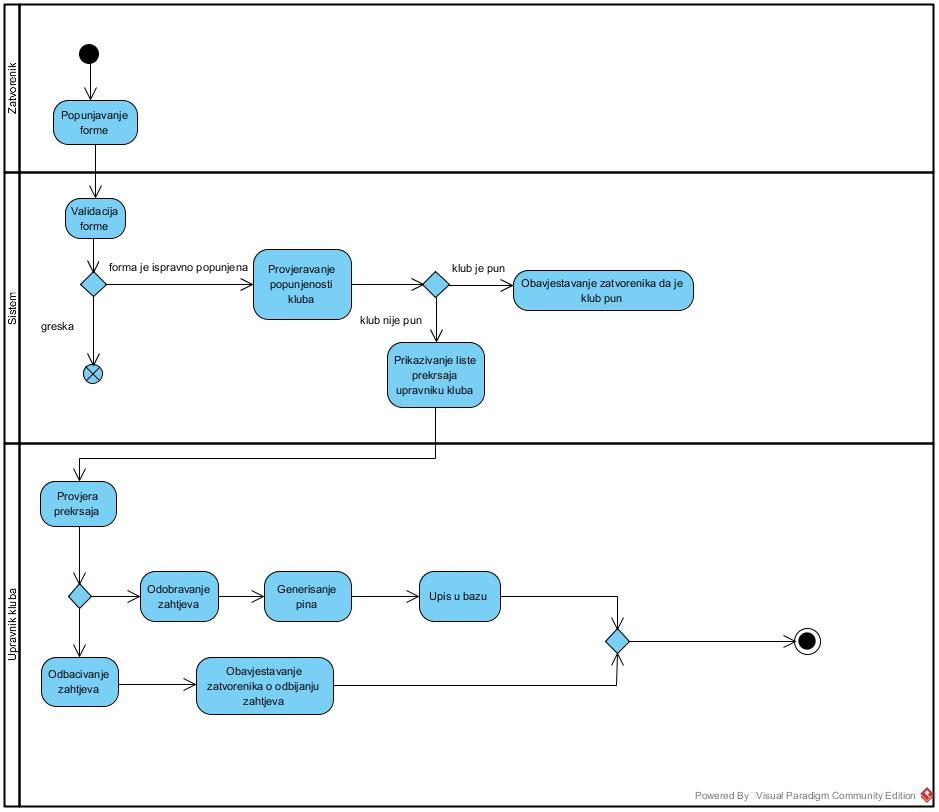 Zatvorenik
Popunjavanje
forme
Sistem
Validacija
forme
forma je ispravno popunjena
greska
Provjeravanje
popunjenosti
kluba
klub je pun
klub nije pun
Obavjestavanje zatvorenika da je
klub pun
Prikazivanje liste
prekrsaja
upravniku kluba
Upravnik kluba
Provjera
prekrsaja
Odobravanje
zahtjeva
Generisanje
pina
Upis u bazu
Odbacivanje
zahtjeva
Obavjestavanje
zatvorenika o odbijanju
zahtjeva
Powered By Visual Paradigm Community Edition